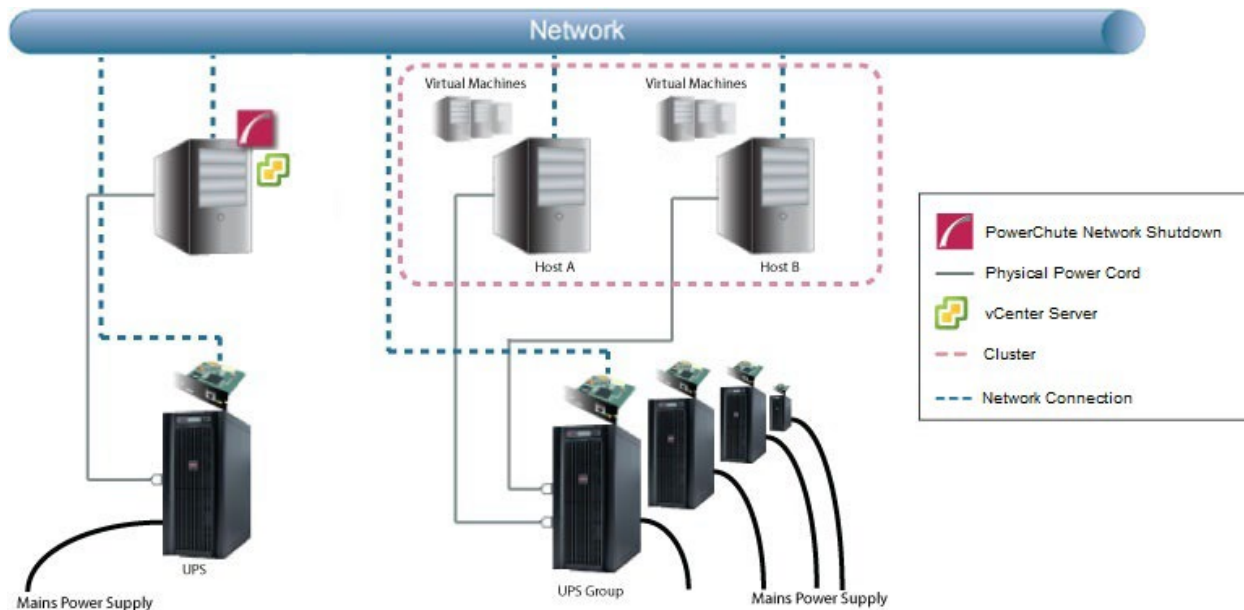 Network
Virtual Machines
Virtual Machines
Host A
Host B
PowerChute Network Shutdown
Physical Power Cord
vCenter Server
Cluster
Network Connection
UPS
UPS Group
Mains Power Supply
Mains Power Supply